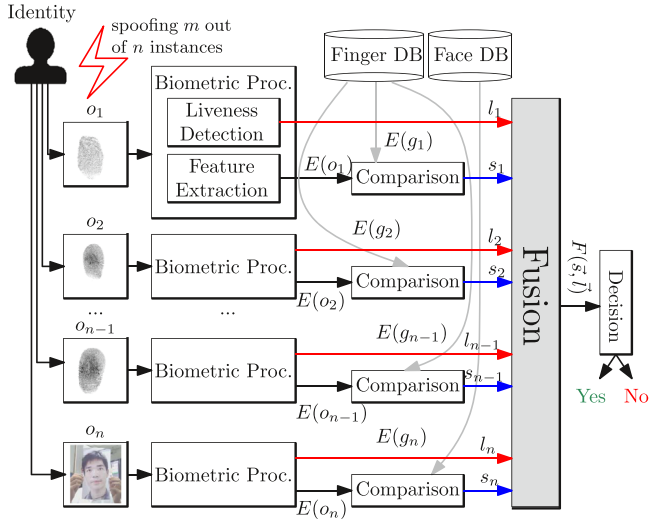 Identity
spoofing m out
of n instances
Finger DB
Face DB
o₁
Biometric Proc.
Liveness
Detection
Feature
Extraction
E(o₁)
E(g₁)
Comparison
l₁
s₁
o₂
Biometric Proc.
E(g₂)
E(o₂)
Comparison
l₂
s₂
...
...
oₙ₋₁
Biometric Proc.
E(gₙ₋₁)
E(oₙ₋₁)
Comparison
lₙ₋₁
sₙ₋₁
oₙ
Biometric Proc.
E(gₙ)
E(oₙ)
Comparison
lₙ
sₙ
Fusion
F(s⃗, l⃗)
Decision
Yes
No